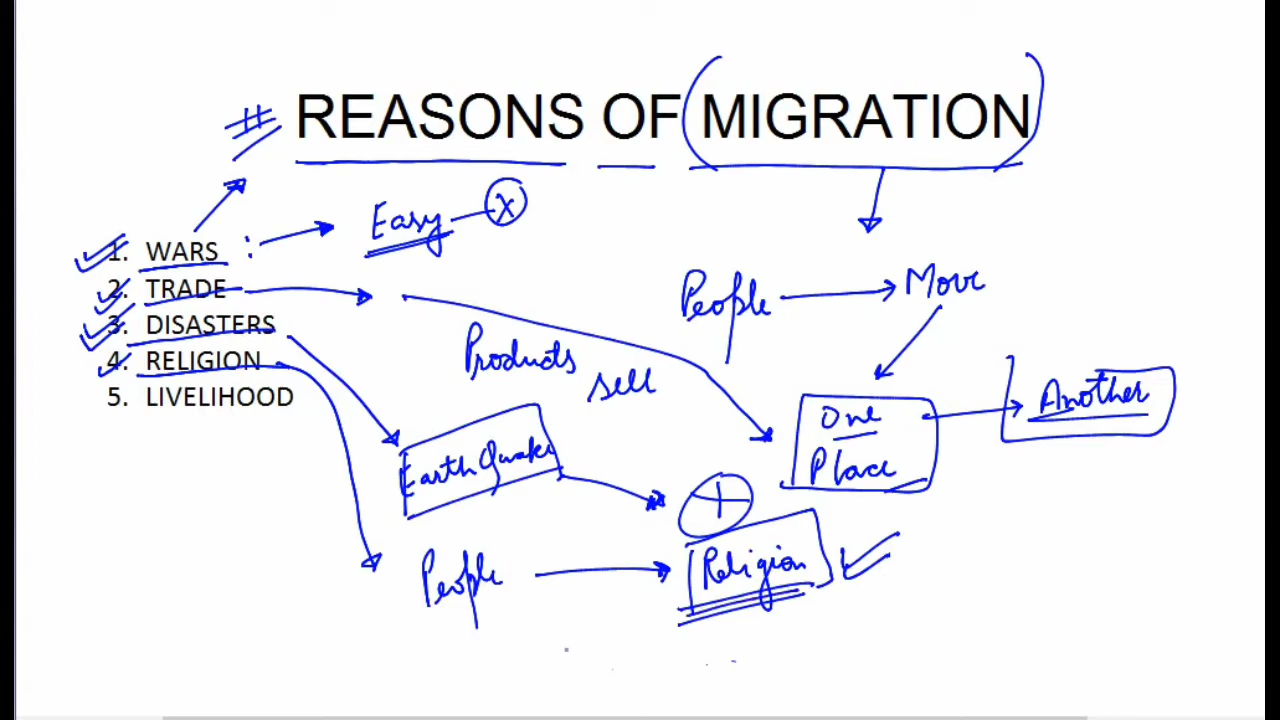 # REASONS OF (MIGRATION)
1. WARS : Easy X
2. TRADE
3. DISASTERS
4. RELIGION
5. LIVELIHOOD
People Move
Products sell
One Place
Another
EarthQuake
People Religion